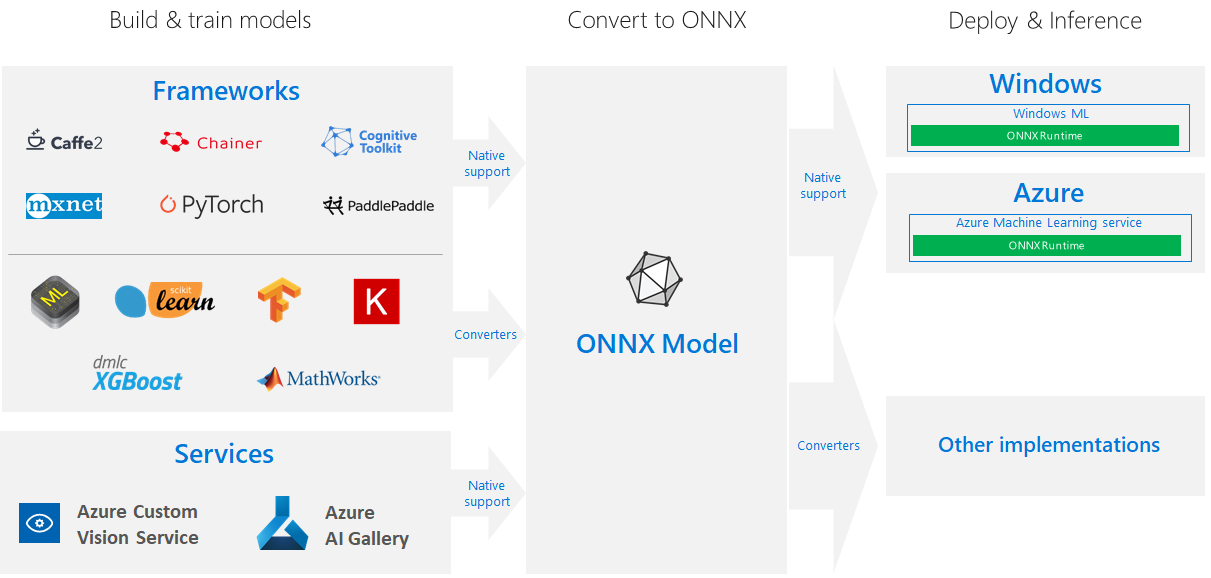 Build & train models
Convert to ONNX
Deploy & Inference
Frameworks
Caffe2
Chainer
Cognitive
Toolkit
mxnet
PyTorch
PaddlePaddle
Native
support
ML
scikit
learn
K
dmlc
XGBoost
MathWorks®
Converters
Services
Azure Custom
Vision Service
Azure
AI Gallery
Native
support
ONNX Model
Native
support
Converters
Windows
Windows ML
ONNX Runtime
Azure
Azure Machine Learning service
ONNX Runtime
Other implementations